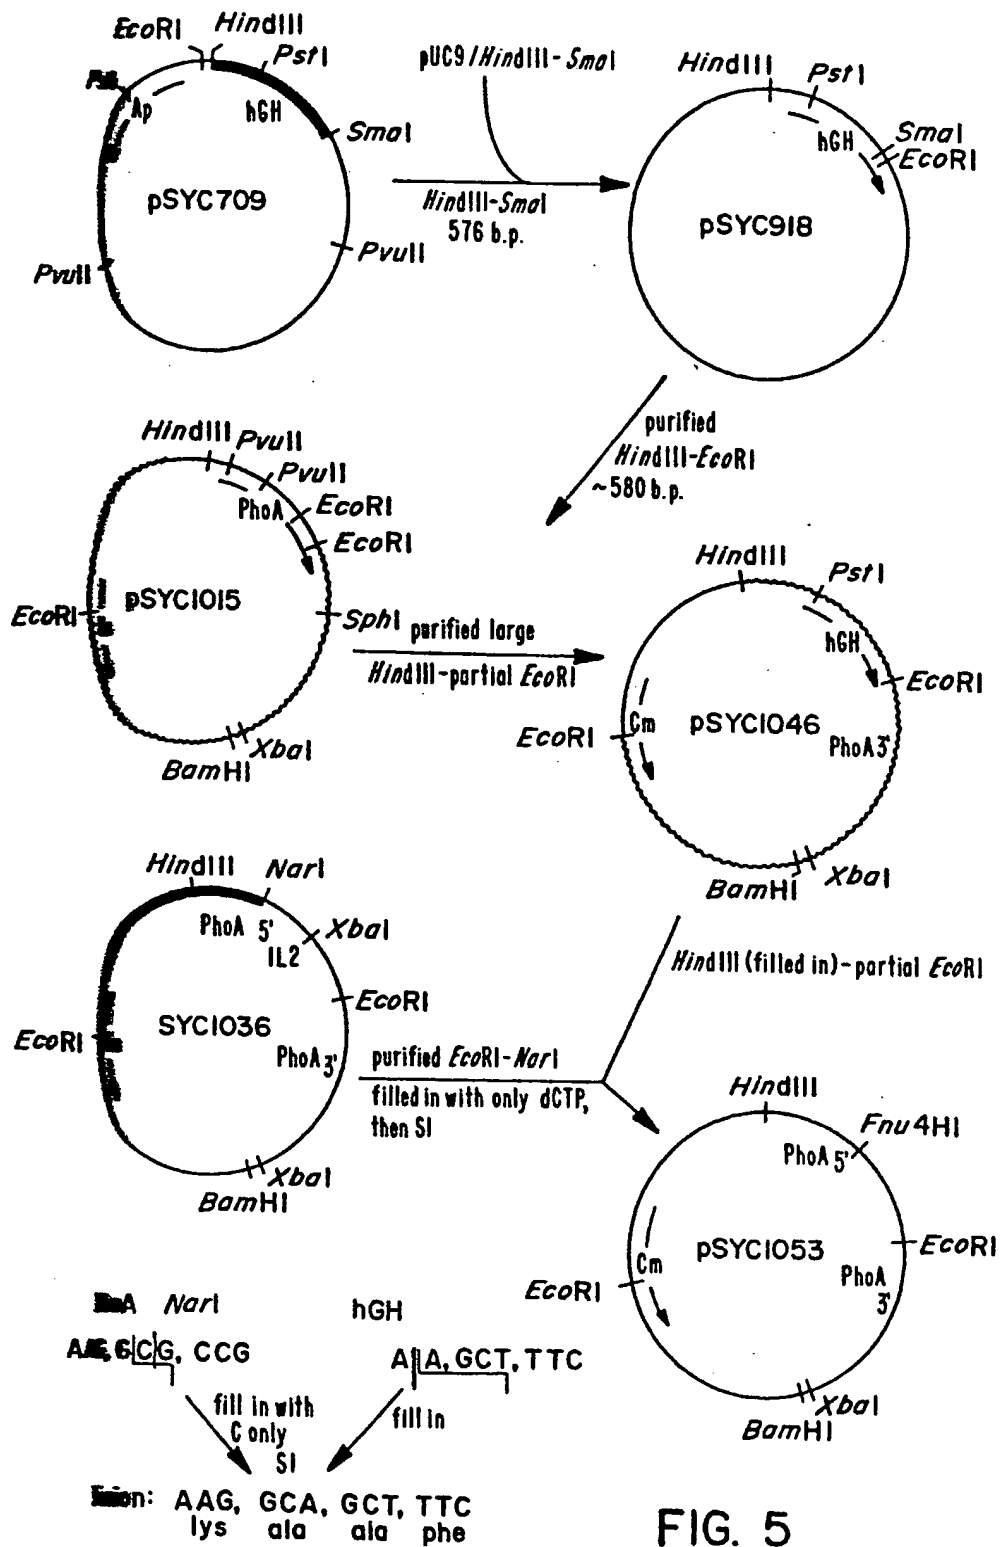 EcoRI HindIII
PstI
Ap
hGH
SmaI
pSYC709
PvuII
PvuII
pUC9/HindIII-SmaI
HindIII-SmaI
576 b.p.
HindIII
PstI
hGH
SmaI
EcoRI
pSYC918
purified
HindIII-EcoRI
~580 b.p.
HindIII PvuII
PvuII
PhoA
EcoRI
EcoRI
pSYC1015
EcoRI
SphI
XbaI
BamHI
purified large
HindIII-partial EcoRI
HindIII
PstI
hGH
EcoRI
Cm
pSYC1046
EcoRI
PhoA 3'
XbaI
BamHI
HindIII NarI
PhoA 5'
IL2
XbaI
EcoRI
SYC1036
EcoRI
PhoA 3'
XbaI
BamHI
HindIII (filled in)-partial EcoRI
purified EcoRI-NarI
filled in with only dCTP,
then S1
HindIII
Fnu4HI
PhoA 5'
EcoRI
pSYC1053
Cm
EcoRI
PhoA
3'
XbaI
BamHI
NarI
hGH
CG, CCG
A A, GCT, TTC
fill in with
C only
fill in
S1
AAG, GCA, GCT, TTC
lys ala ala phe
FIG. 5